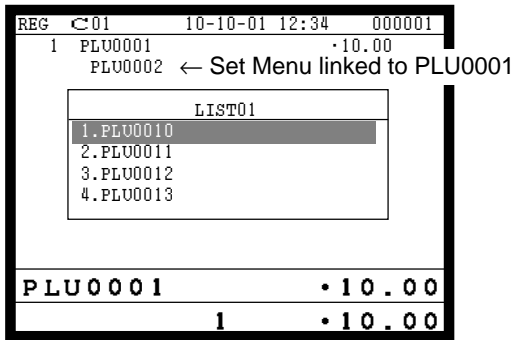 REG C01 10-10-01 12:34 000001
1 PLU0001 ·10.00
PLU0002 ← Set Menu linked to PLU0001
LIST01
1.PLU0010
2.PLU0011
3.PLU0012
4.PLU0013
PLU0001 ·10.00
1 ·10.00